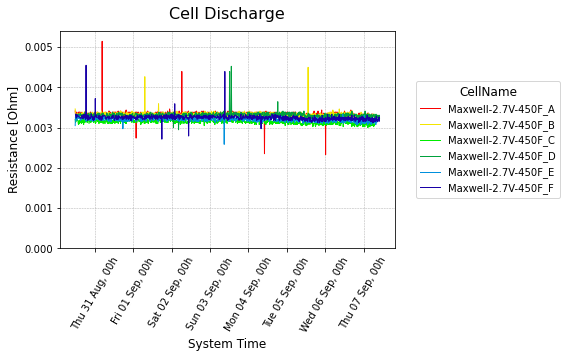 Cell Discharge
Resistance [Ohm]
0.005
0.004
0.003
0.002
0.001
0.000
Thu 31 Aug, 00h
Fri 01 Sep, 00h
Sat 02 Sep, 00h
Sun 03 Sep, 00h
Mon 04 Sep, 00h
Tue 05 Sep, 00h
Wed 06 Sep, 00h
Thu 07 Sep, 00h
System Time
CellName
Maxwell-2.7V-450F_A
Maxwell-2.7V-450F_B
Maxwell-2.7V-450F_C
Maxwell-2.7V-450F_D
Maxwell-2.7V-450F_E
Maxwell-2.7V-450F_F